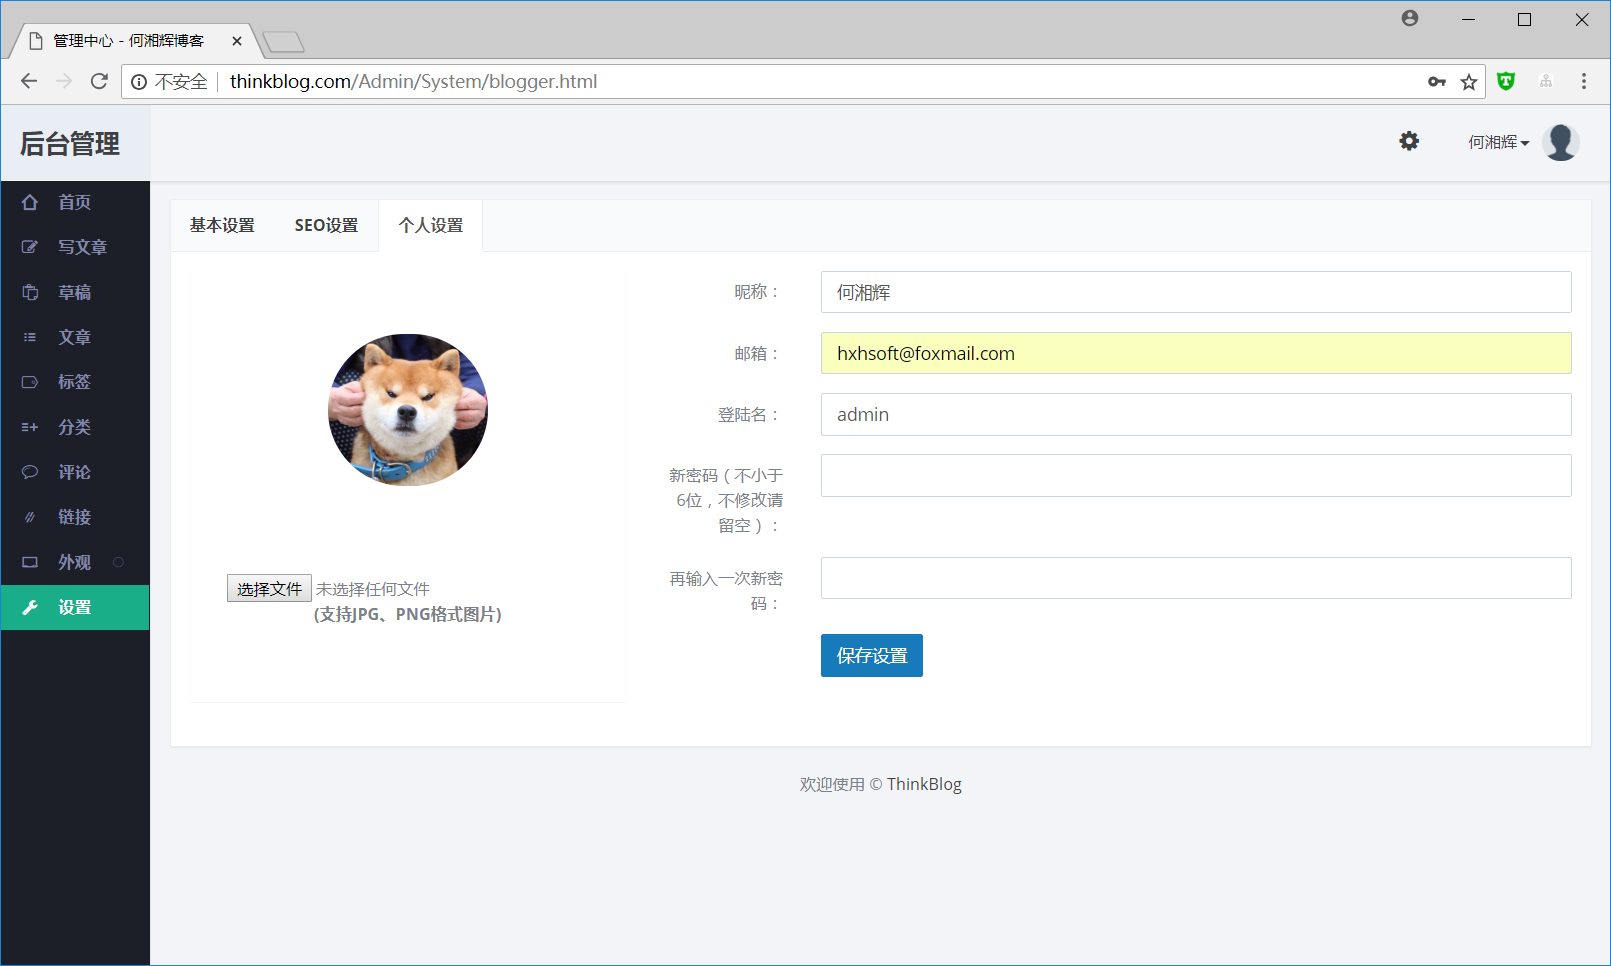 管理中心 - 何湘辉博客
不安全
thinkblog.com/Admin/System/blogger.html
后台管理
何湘辉
首页
写文章
草稿
文章
标签
分类
评论
链接
外观
设置
基本设置
SEO设置
个人设置
选择文件 未选择任何文件
(支持JPG、PNG格式图片)
昵称：
何湘辉
邮箱：
hxhsoft@foxmail.com
登陆名：
admin
新密码（不小于
6位，不修改请
留空）：
再输入一次新密
码：
保存设置
欢迎使用 © ThinkBlog